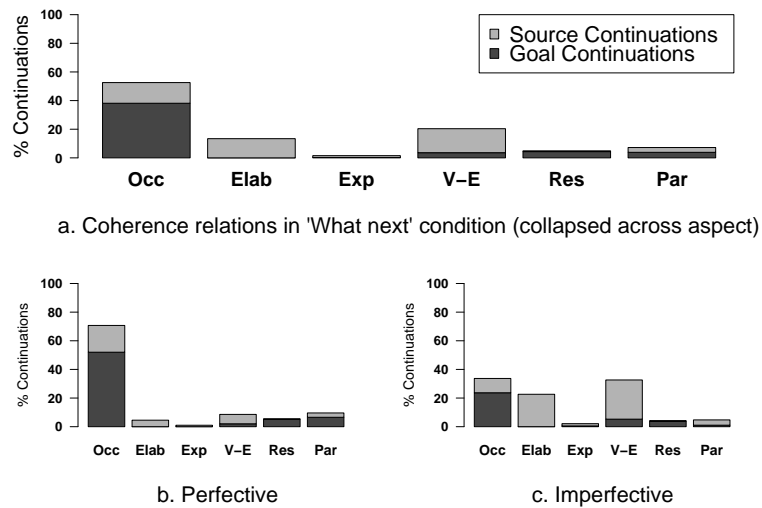 100
80
60
40
20
0
% Continuations
Source Continuations
Goal Continuations
Occ Elab Exp V−E Res Par
a. Coherence relations in 'What next' condition (collapsed across aspect)
100
80
60
40
20
0
% Continuations
Occ Elab Exp V−E Res Par
b. Perfective
100
80
60
40
20
0
% Continuations
Occ Elab Exp V−E Res Par
c. Imperfective